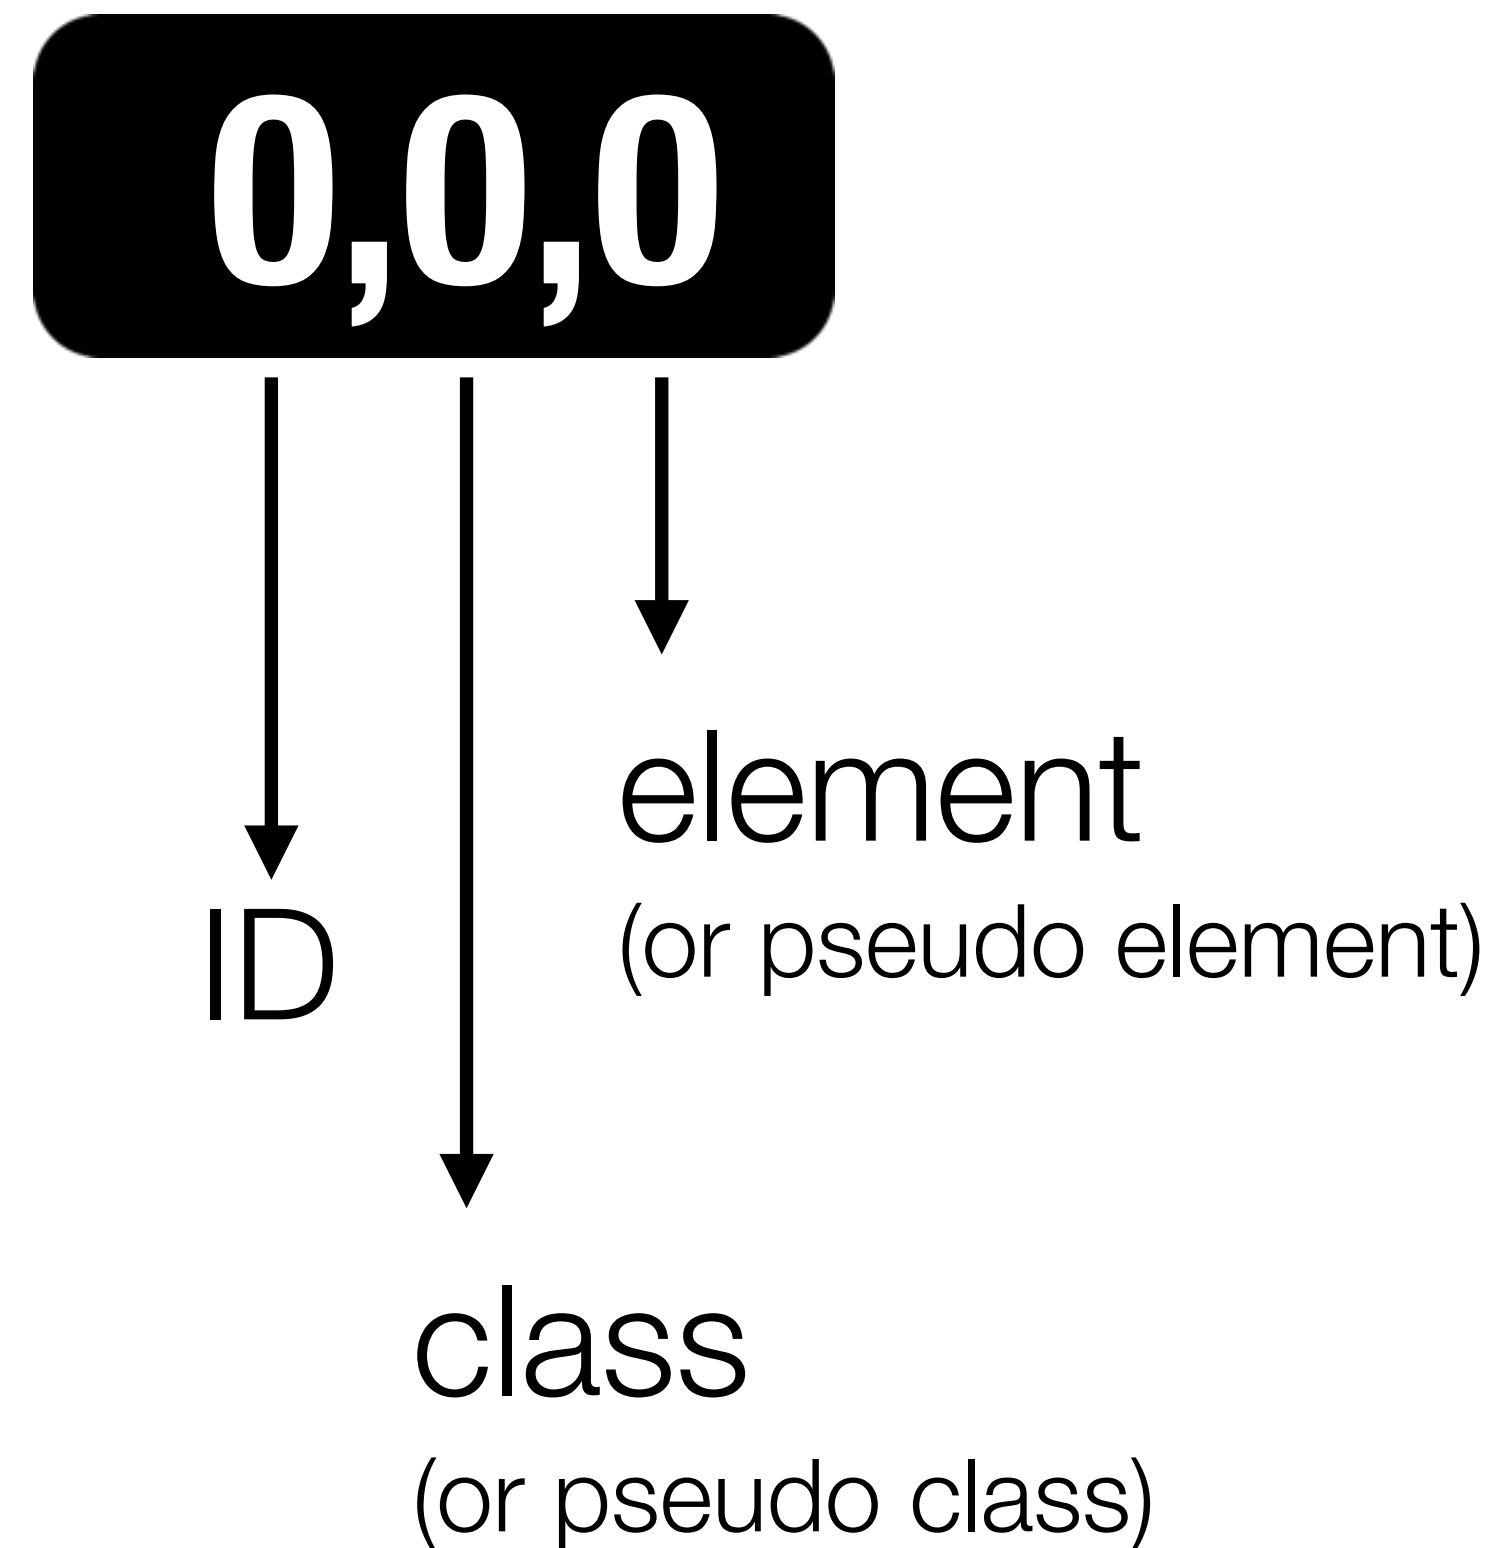 0,0,0
element
(or pseudo element)
ID
class
(or pseudo class)